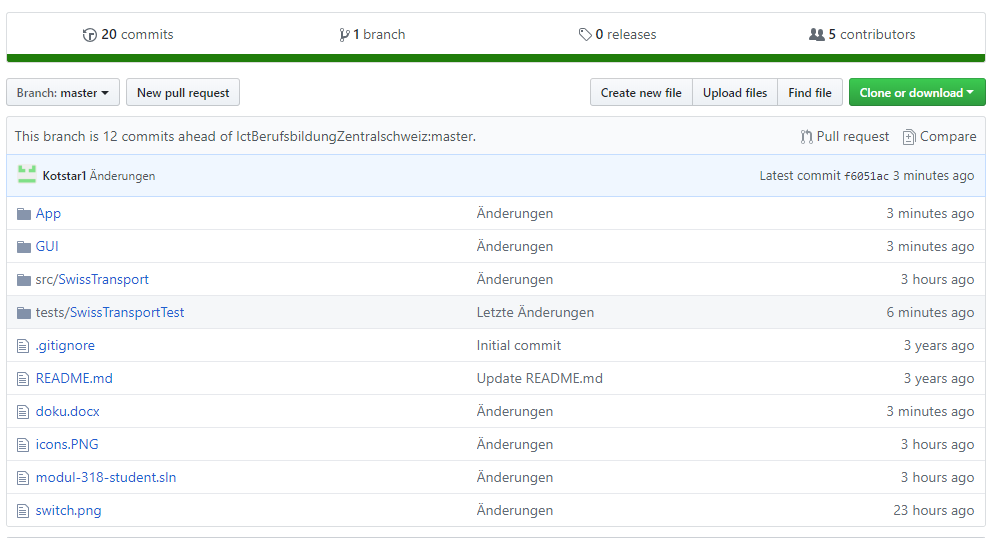 20 commits 1 branch 0 releases 5 contributors
Branch: master New pull request Create new file Upload files Find file Clone or download
This branch is 12 commits ahead of IctBerufsbildungZentralschweiz:master. Pull request Compare
Kotstar1 Änderungen Latest commit f6051ac 3 minutes ago
App Änderungen 3 minutes ago
GUI Änderungen 3 minutes ago
src/SwissTransport Änderungen 3 hours ago
tests/SwissTransportTest Letzte Änderungen 6 minutes ago
.gitignore Initial commit 3 years ago
README.md Update README.md 3 years ago
doku.docx Änderungen 3 minutes ago
icons.PNG Änderungen 3 hours ago
modul-318-student.sln Änderungen 3 hours ago
switch.png Änderungen 23 hours ago